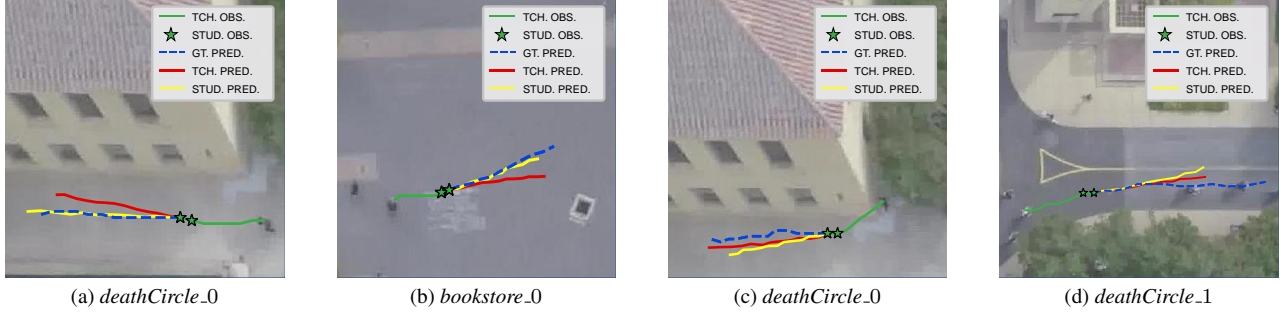 TCH. OBS.
STUD. OBS.
GT. PRED.
TCH. PRED.
STUD. PRED.
TCH. OBS.
STUD. OBS.
GT. PRED.
TCH. PRED.
STUD. PRED.
TCH. OBS.
STUD. OBS.
GT. PRED.
TCH. PRED.
STUD. PRED.
TCH. OBS.
STUD. OBS.
GT. PRED.
TCH. PRED.
STUD. PRED.
(a) deathCircle_0
(b) bookstore_0
(c) deathCircle_0
(d) deathCircle_1